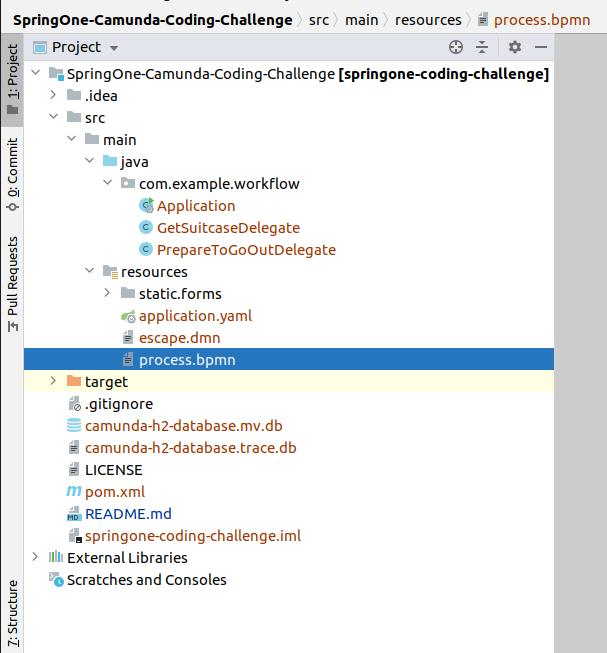 SpringOne-Camunda-Coding-Challenge 〉 src 〉 main 〉 resources 〉 process.bpmn
1: Project
0: Commit
Pull Requests
7: Structure
Project
SpringOne-Camunda-Coding-Challenge [springone-coding-challenge]
.idea
src
main
java
com.example.workflow
Application
GetSuitcaseDelegate
PrepareToGoOutDelegate
resources
static.forms
application.yaml
escape.dmn
process.bpmn
target
.gitignore
camunda-h2-database.mv.db
camunda-h2-database.trace.db
LICENSE
pom.xml
README.md
springone-coding-challenge.iml
External Libraries
Scratches and Consoles